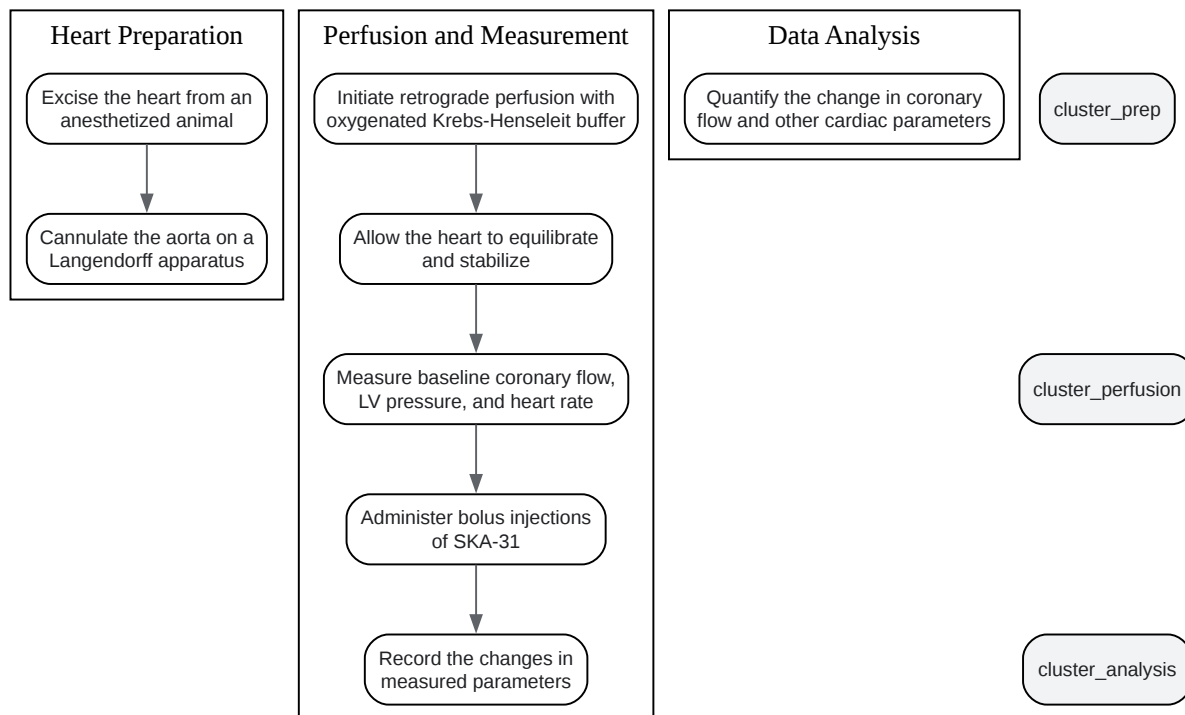 Heart Preparation
Excise the heart from an
anesthetized animal
Cannulate the aorta on a
Langendorff apparatus
Perfusion and Measurement
Initiate retrograde perfusion with
oxygenated Krebs-Henseleit buffer
Allow the heart to equilibrate
and stabilize
Measure baseline coronary flow,
LV pressure, and heart rate
Administer bolus injections
of SKA-31
Record the changes in
measured parameters
Data Analysis
Quantify the change in coronary
flow and other cardiac parameters
cluster_prep
cluster_perfusion
cluster_analysis